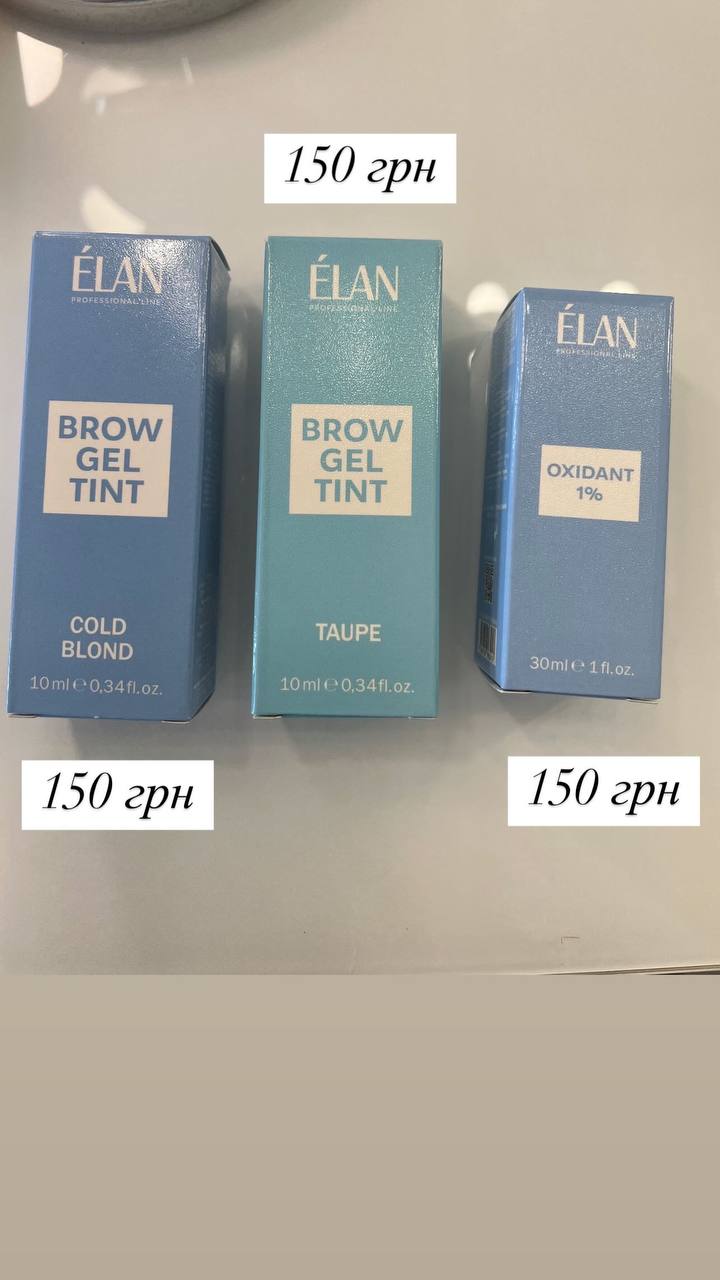 150 грн
ÉLAN
PROFESSIONAL LINE
BROW
GEL
TINT
COLD
BLOND
10 ml ℮ 0,34 fl. oz.
ÉLAN
PROFESSIONAL LINE
BROW
GEL
TINT
TAUPE
10 ml ℮ 0,34 fl. oz.
ÉLAN
PROFESSIONAL LINE
OXIDANT
1%
30 ml ℮ 1 fl. oz.
150 грн
150 грн